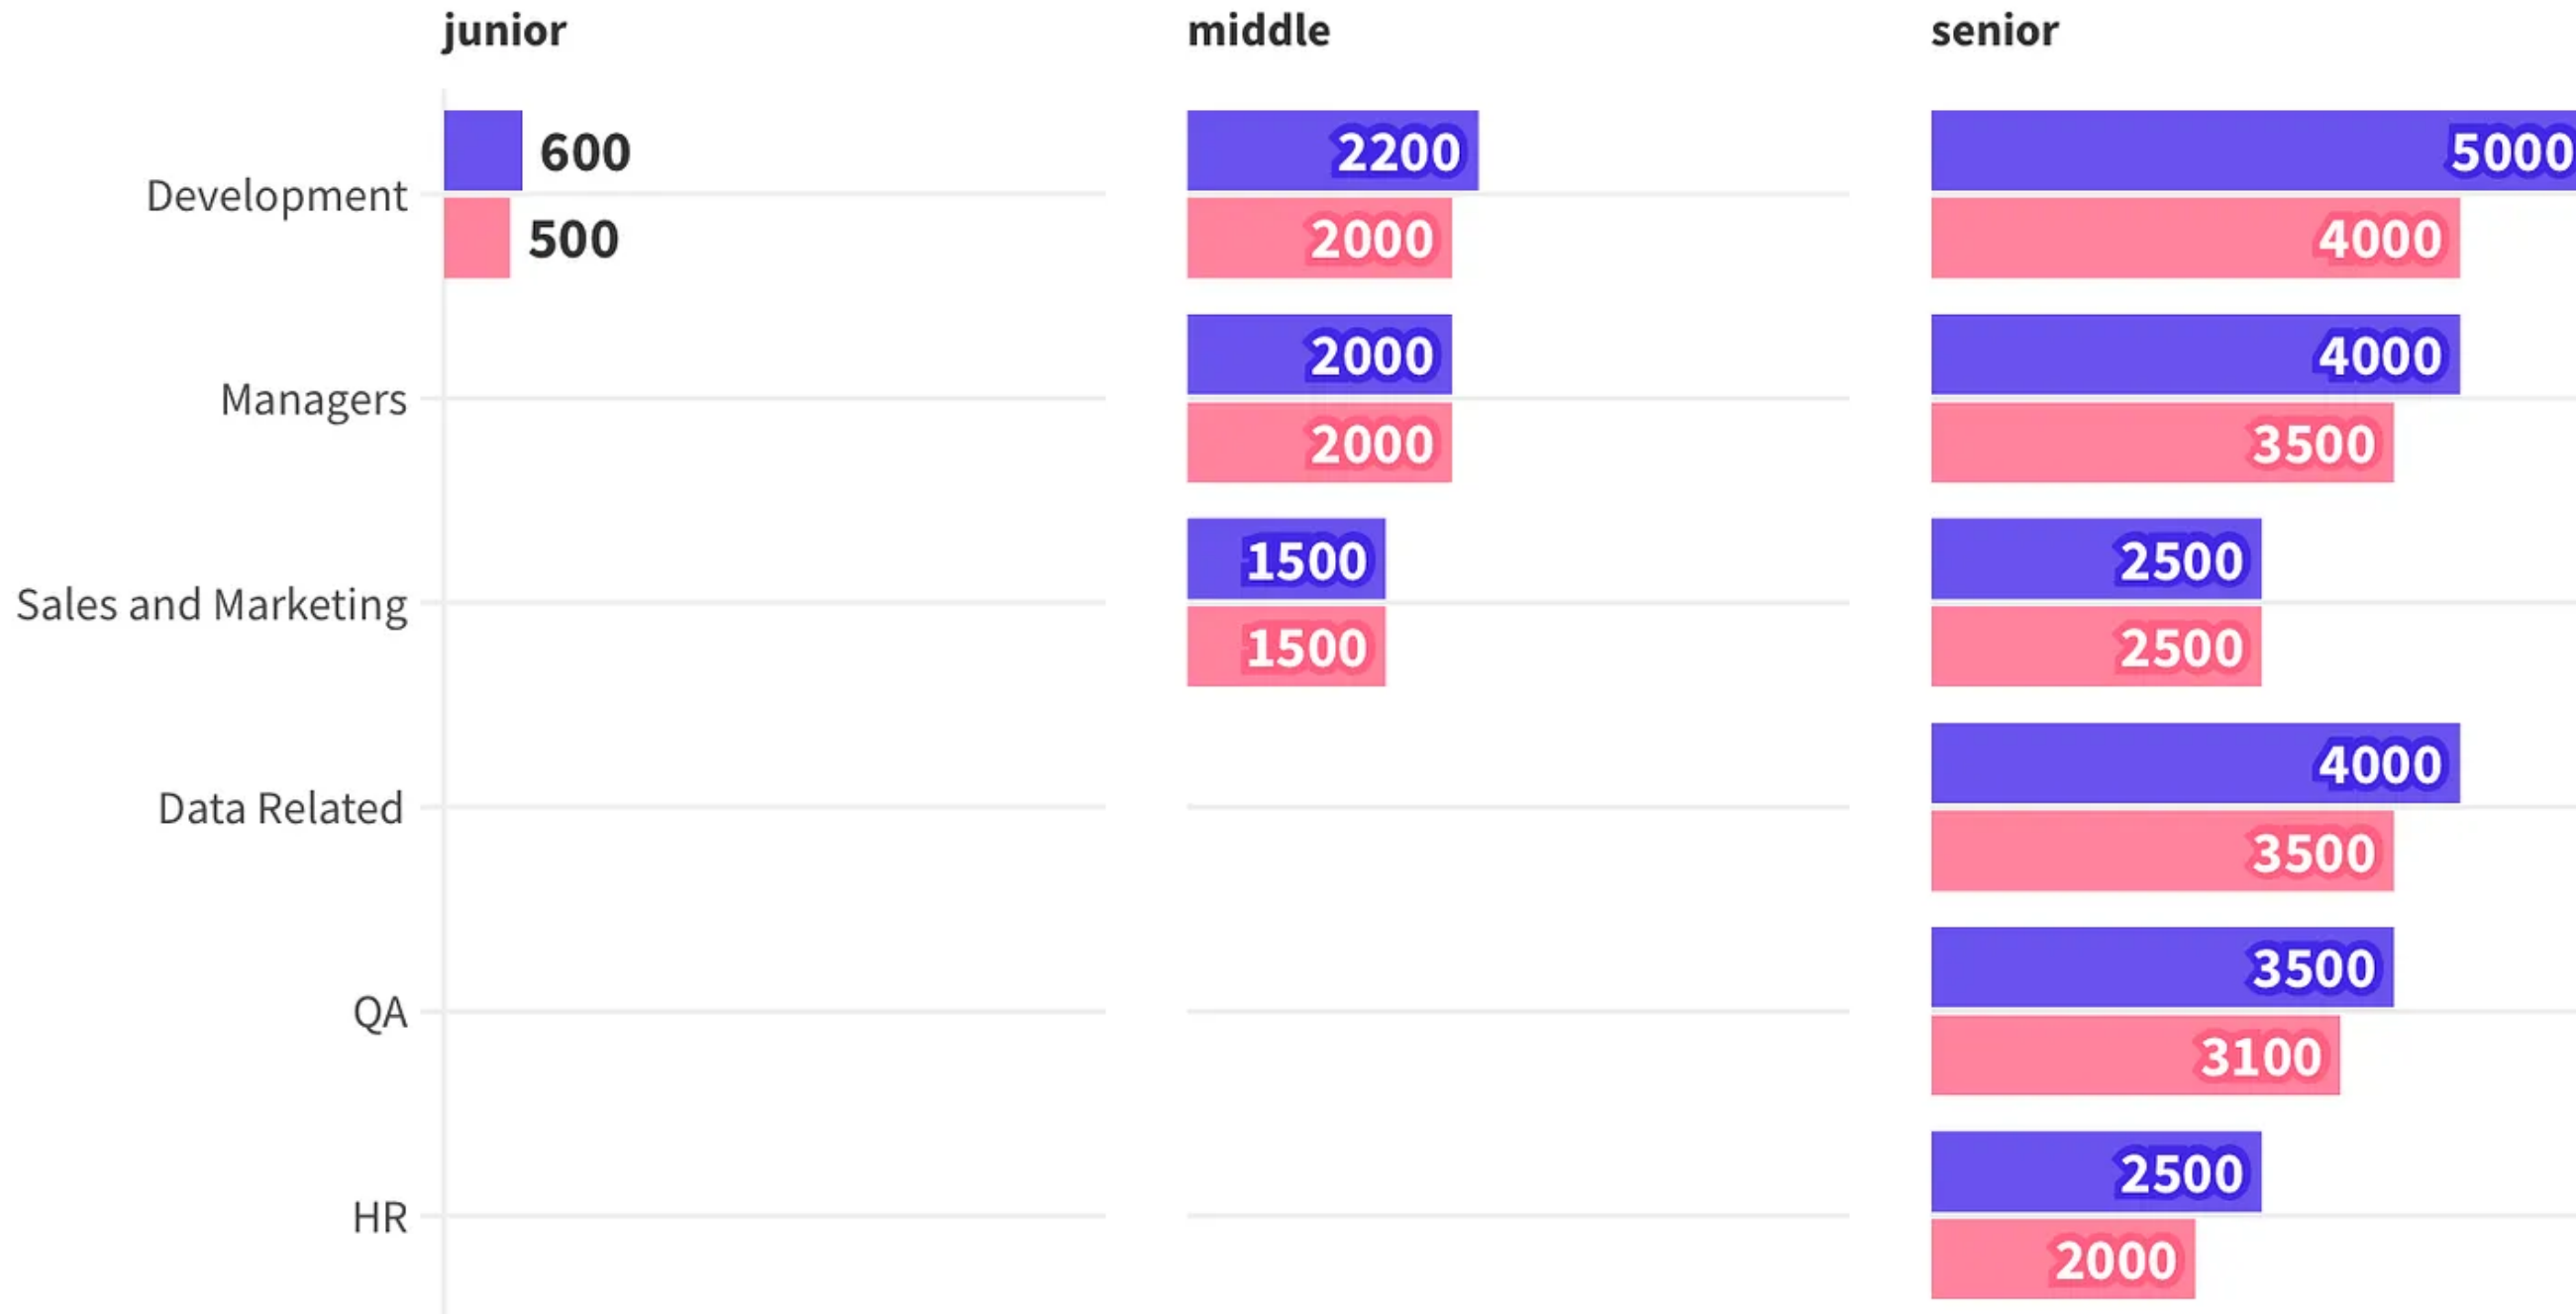 junior middle senior
600 2200 5000
Development
500 2000 4000
2000 4000
Managers
2000 3500
1500 2500
Sales and Marketing
1500 2500
4000
Data Related
3500
3500
QA
3100
2500
HR
2000